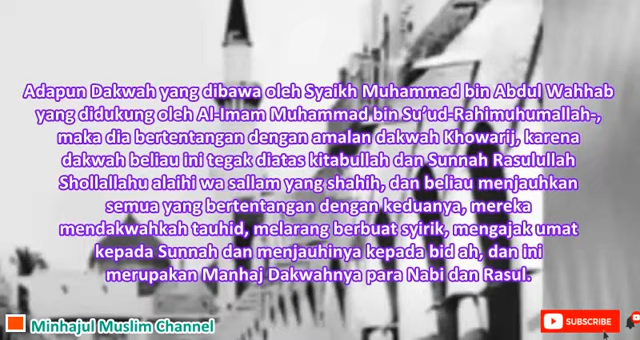 Adapun Dakwah yang dibawa oleh Syaikh Muhammad bin Abdul Wahhab
yang didukung oleh Al-Imam Muhammad bin Su'ud-Rahimuhumallah-,
maka dia bertentangan dengan amalan dakwah Khowarij, karena
dakwah beliau ini tegak diatas kitabullah dan Sunnah Rasulullah
Shollallahu alaihi wa sallam yang shahih, dan beliau menjauhkan
semua yang bertentangan dengan keduanya, mereka
mendakwahkah tauhid, melarang berbuat syirik, mengajak umat
kepada Sunnah dan menjauhinya kepada bid ah, dan ini
merupakan Manhaj Dakwahnya para Nabi dan Rasul.
Minhajul Muslim Channel
SUBSCRIBE